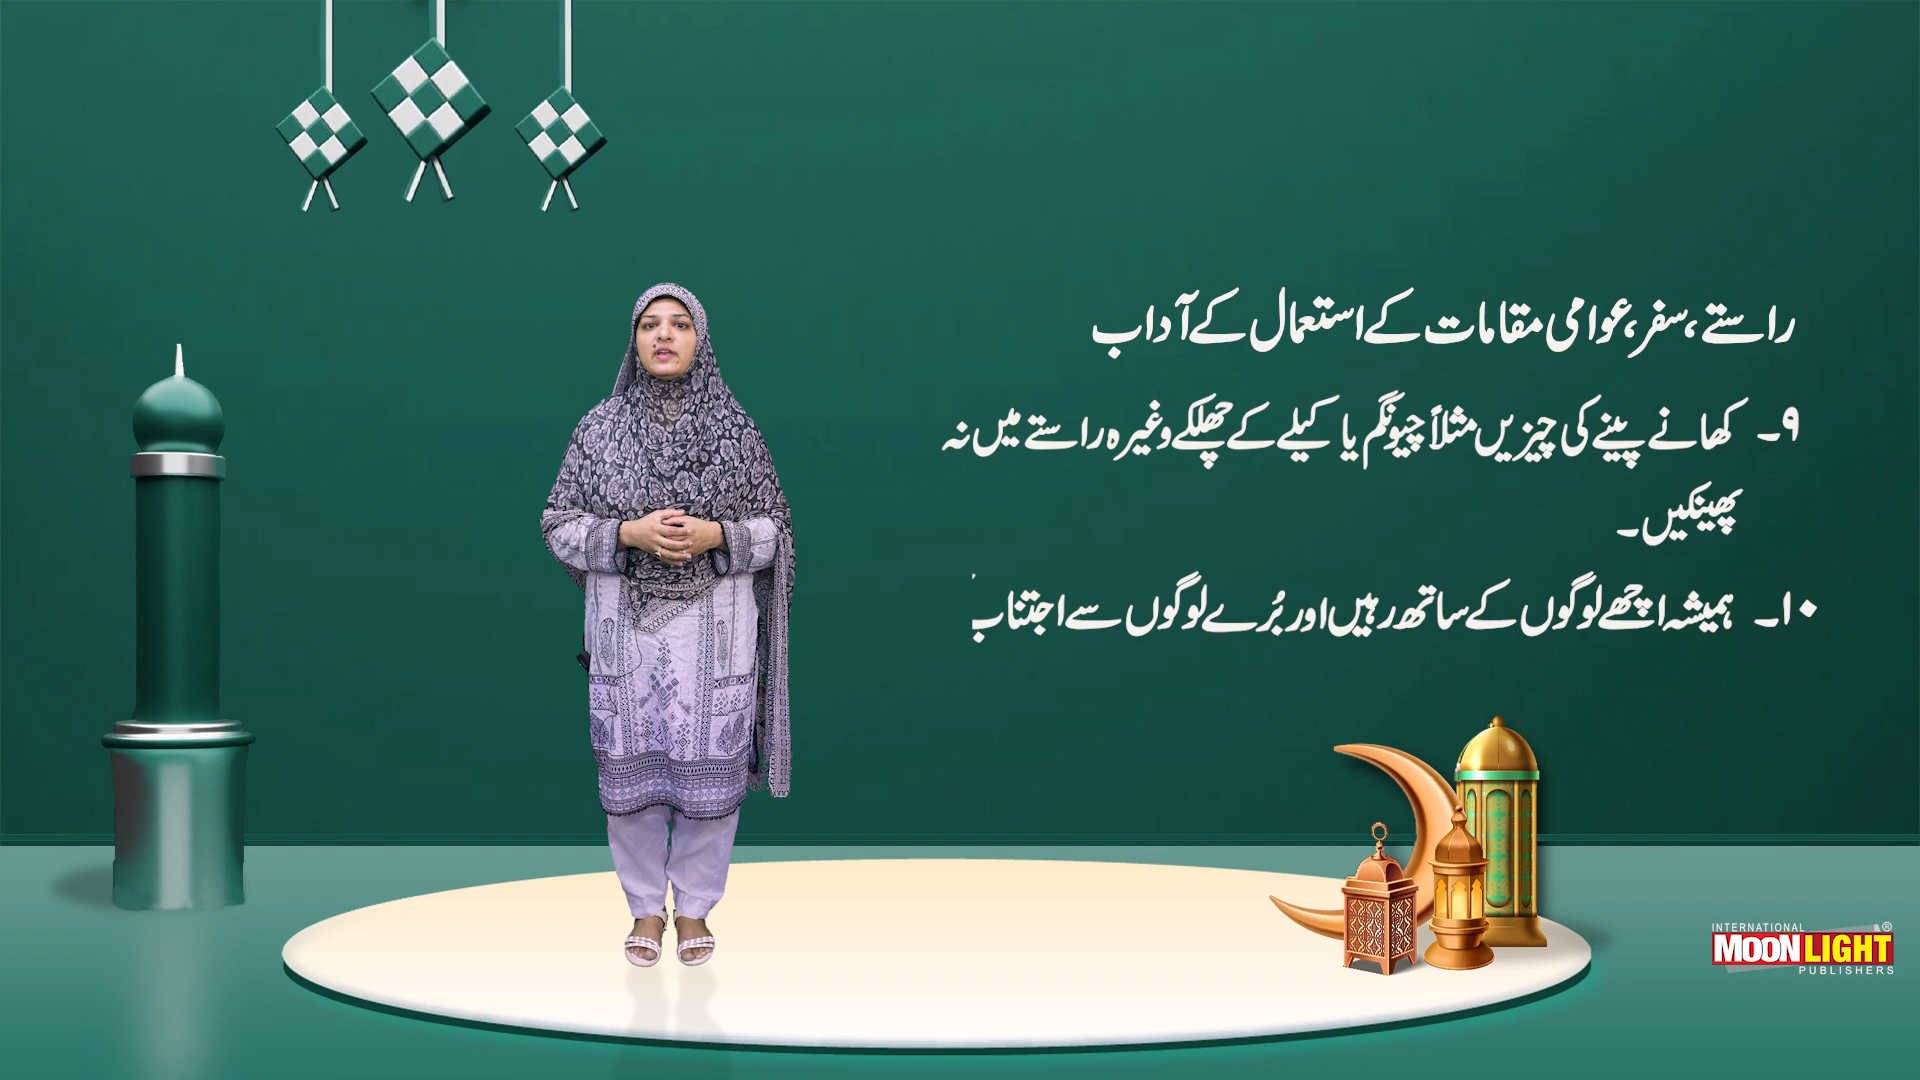 راستے، سفر، عوامی مقامات کے استعمال کے آداب
۹۔ کھانے پینے کی چیزیں مثلاً چیونگم یا کیلے کے چھلکے وغیرہ راستے میں نہ
پھینکیں۔
۱۰۔ ہمیشہ اچھے لوگوں کے ساتھ رہیں اور بُرے لوگوں سے اجتناب
INTERNATIONAL
MOONLIGHT®
PUBLISHERS